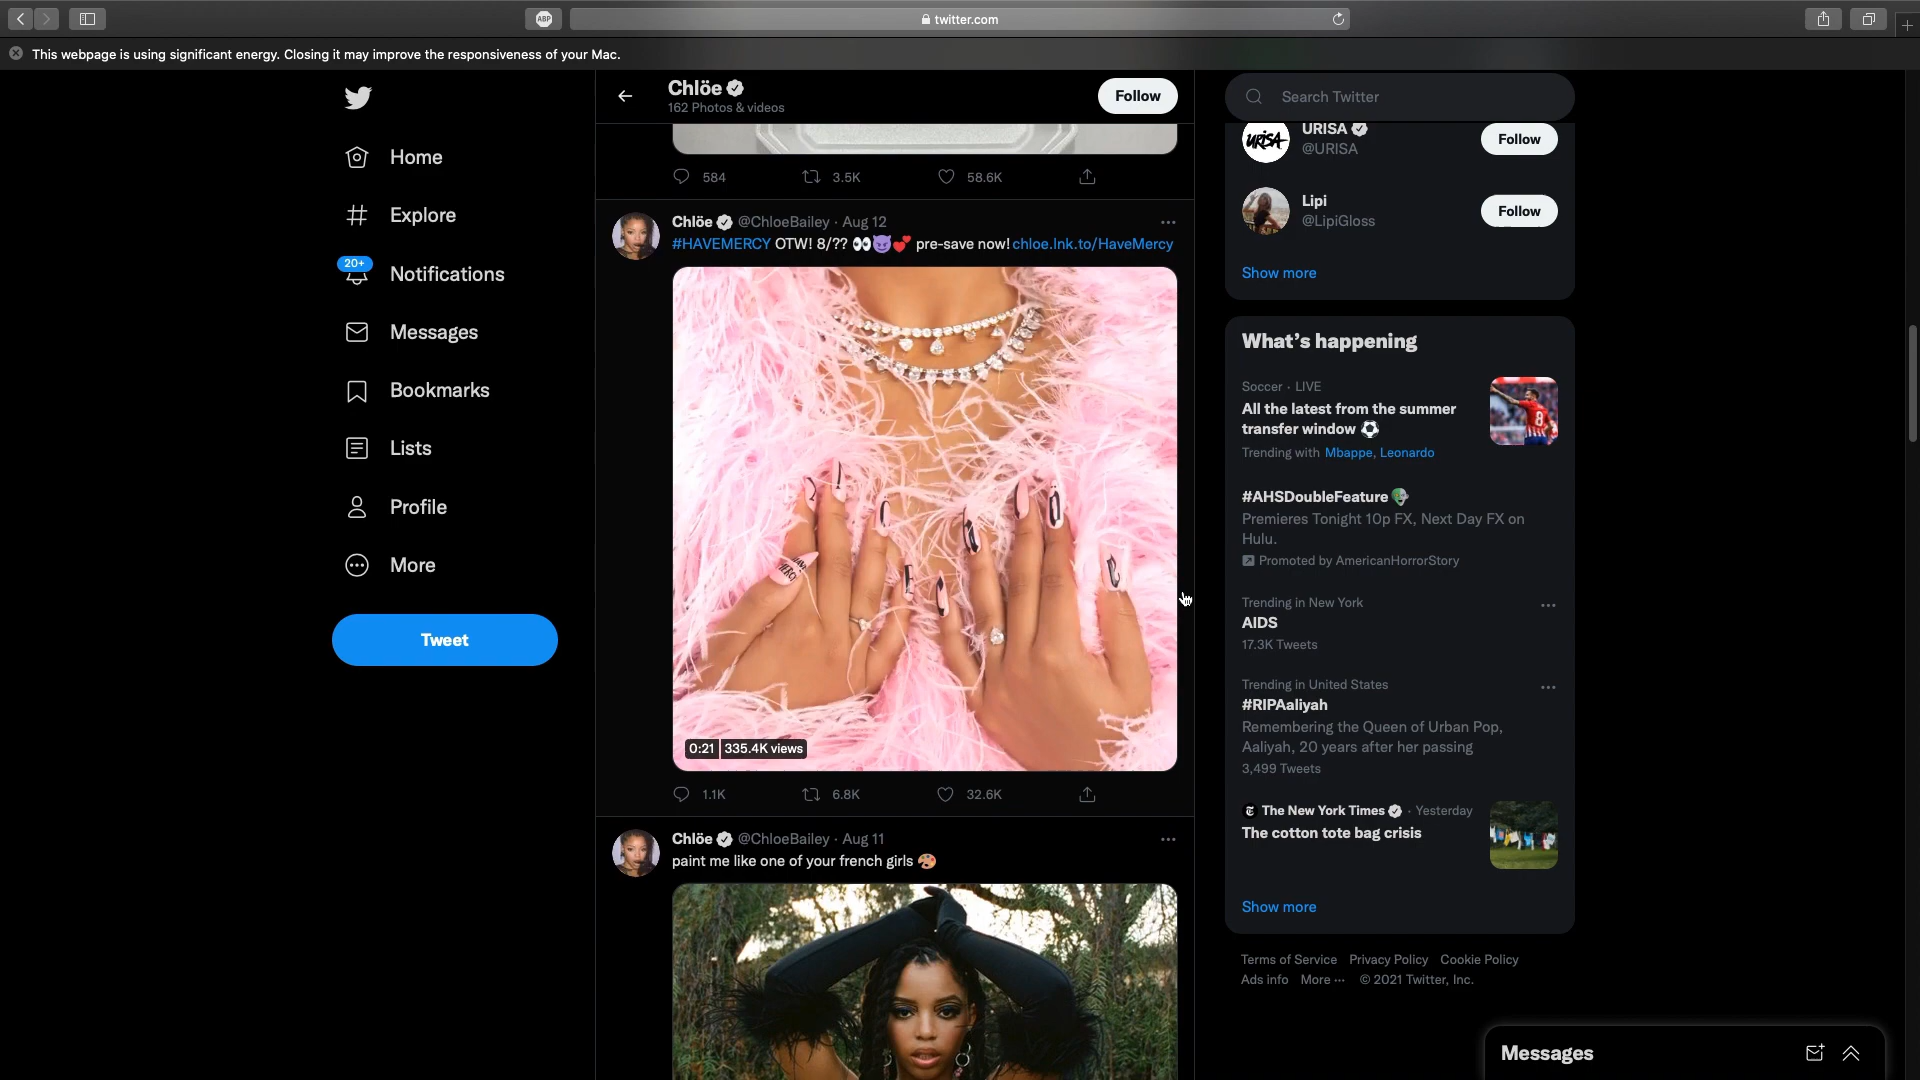 ABP
twitter.com
This webpage is using significant energy. Closing it may improve the responsiveness of your Mac.
Home
Explore
20+
Notifications
Messages
Bookmarks
Lists
Profile
More
Tweet
Chlöe
162 Photos & videos
Follow
584 3.5K 58.6K
Chlöe @ChloeBailey · Aug 12
#HAVEMERCY OTW! 8/?? 👀😈💕 pre-save now! chloe.lnk.to/HaveMercy
HAVE
MERCY
0:21 335.4K views
1.1K 6.8K 32.6K
Chlöe @ChloeBailey · Aug 11
paint me like one of your french girls 🎨
Search Twitter
URISA
URISA
@URISA
Follow
Lipi
@LipiGloss
Follow
Show more
What's happening
Soccer · LIVE
All the latest from the summer
transfer window ⚽
8
Trending with Mbappe, Leonardo
#AHSDoubleFeature
Premieres Tonight 10p FX, Next Day FX on
Hulu.
Promoted by AmericanHorrorStory
Trending in New York
AIDS
17.3K Tweets
Trending in United States
#RIPAaliyah
Remembering the Queen of Urban Pop,
Aaliyah, 20 years after her passing
3,499 Tweets
The New York Times · Yesterday
The cotton tote bag crisis
Show more
Terms of Service Privacy Policy Cookie Policy
Ads info More ··· © 2021 Twitter, Inc.
Messages